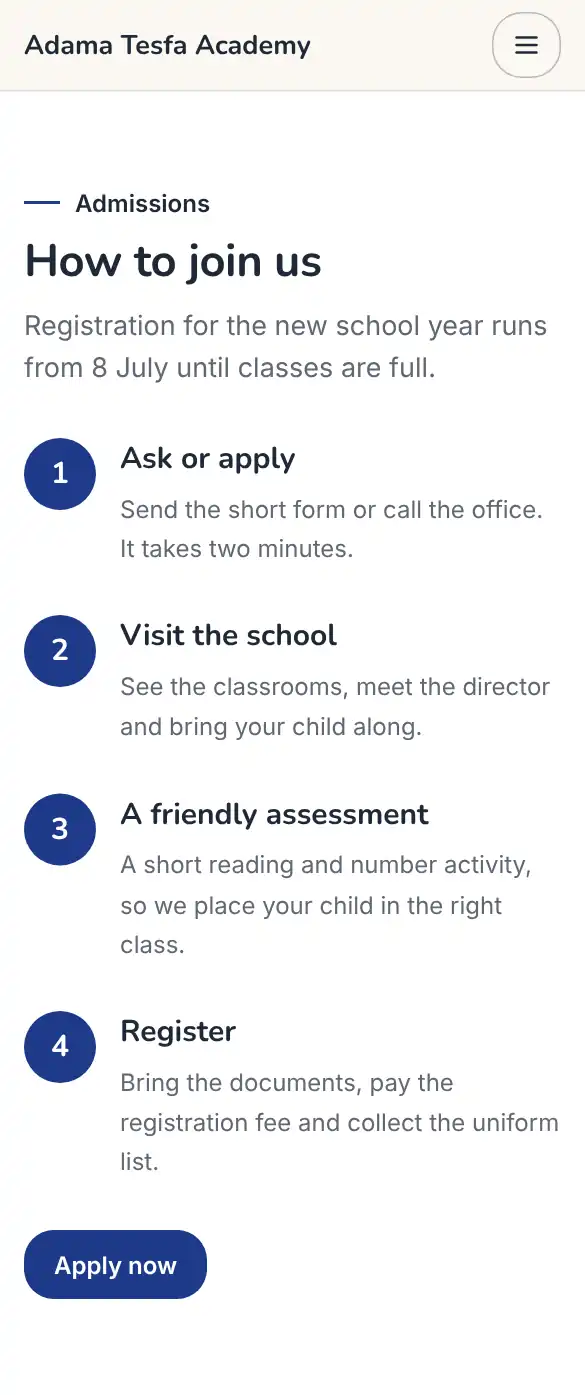 Adama Tesfa Academy
Admissions
How to join us
Registration for the new school year runs
from 8 July until classes are full.
1
Ask or apply
Send the short form or call the office.
It takes two minutes.
2
Visit the school
See the classrooms, meet the director
and bring your child along.
3
A friendly assessment
A short reading and number activity,
so we place your child in the right
class.
4
Register
Bring the documents, pay the
registration fee and collect the uniform
list.
Apply now